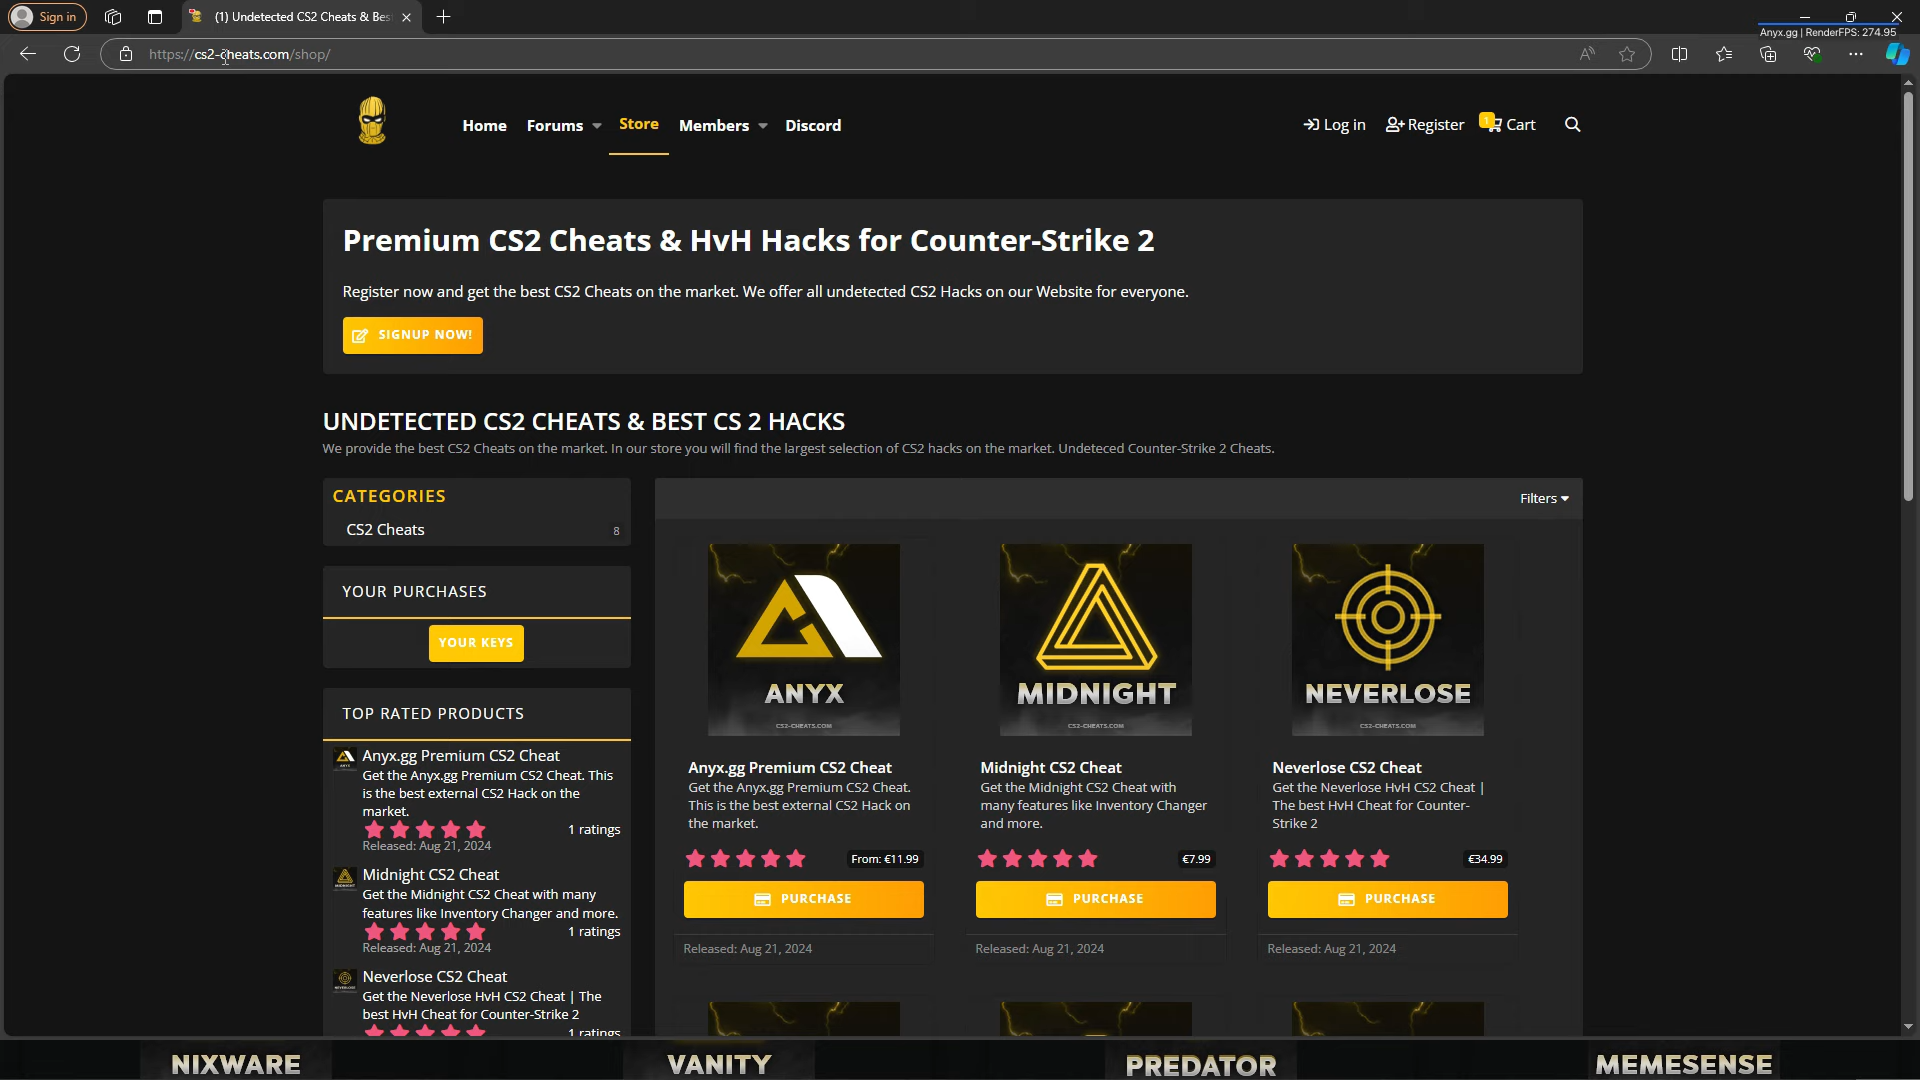 Sign in
(1) Undetected CS2 Cheats & Bes
Anyx.gg | RenderFPS: 274.95
https://cs2-cheats.com/shop/
Home
Forums
Store
Members
Discord
Log in
Register
1
Cart
Premium CS2 Cheats & HvH Hacks for Counter-Strike 2
Register now and get the best CS2 Cheats on the market. We offer all undetected CS2 Hacks on our Website for everyone.
SIGNUP NOW!
UNDETECTED CS2 CHEATS & BEST CS 2 HACKS
We provide the best CS2 Cheats on the market. In our store you will find the largest selection of CS2 hacks on the market. Undeteced Counter-Strike 2 Cheats.
CATEGORIES
CS2 Cheats
8
YOUR PURCHASES
YOUR KEYS
TOP RATED PRODUCTS
Anyx.gg Premium CS2 Cheat
Get the Anyx.gg Premium CS2 Cheat. This
is the best external CS2 Hack on the
market.
1 ratings
Released: Aug 21, 2024
Midnight CS2 Cheat
Get the Midnight CS2 Cheat with many
features like Inventory Changer and more.
1 ratings
Released: Aug 21, 2024
Neverlose CS2 Cheat
Get the Neverlose HvH CS2 Cheat | The
best HvH Cheat for Counter-Strike 2
1 ratings
Filters
ANYX
CS2-CHEATS.COM
Anyx.gg Premium CS2 Cheat
Get the Anyx.gg Premium CS2 Cheat.
This is the best external CS2 Hack on
the market.
From: €11.99
PURCHASE
Released: Aug 21, 2024
MIDNIGHT
CS2-CHEATS.COM
Midnight CS2 Cheat
Get the Midnight CS2 Cheat with
many features like Inventory Changer
and more.
€7.99
PURCHASE
Released: Aug 21, 2024
NEVERLOSE
CS2-CHEATS.COM
Neverlose CS2 Cheat
Get the Neverlose HvH CS2 Cheat |
The best HvH Cheat for Counter-
Strike 2
€34.99
PURCHASE
Released: Aug 21, 2024
NIXWARE
VANITY
PREDATOR
MEMESENSE